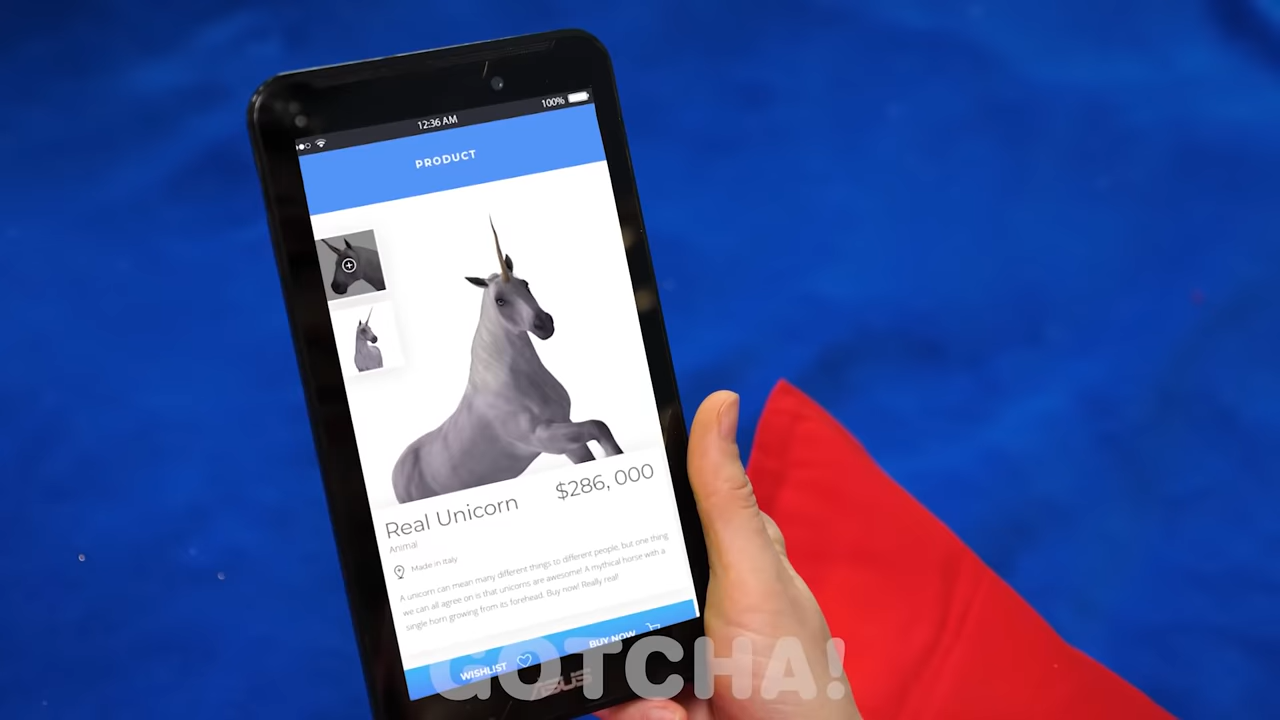 100%
12:36 AM
PRODUCT
Real Unicorn
$286, 000
Animal
Made in Italy
A unicorn can mean many different things to different people, but one thing
we can all agree on is that unicorns are awesome! A mythical horse with a
single horn growing from its forehead. Buy now! Really real!
WISHLIST
BUY NOW
ASUS
GOTCHA!